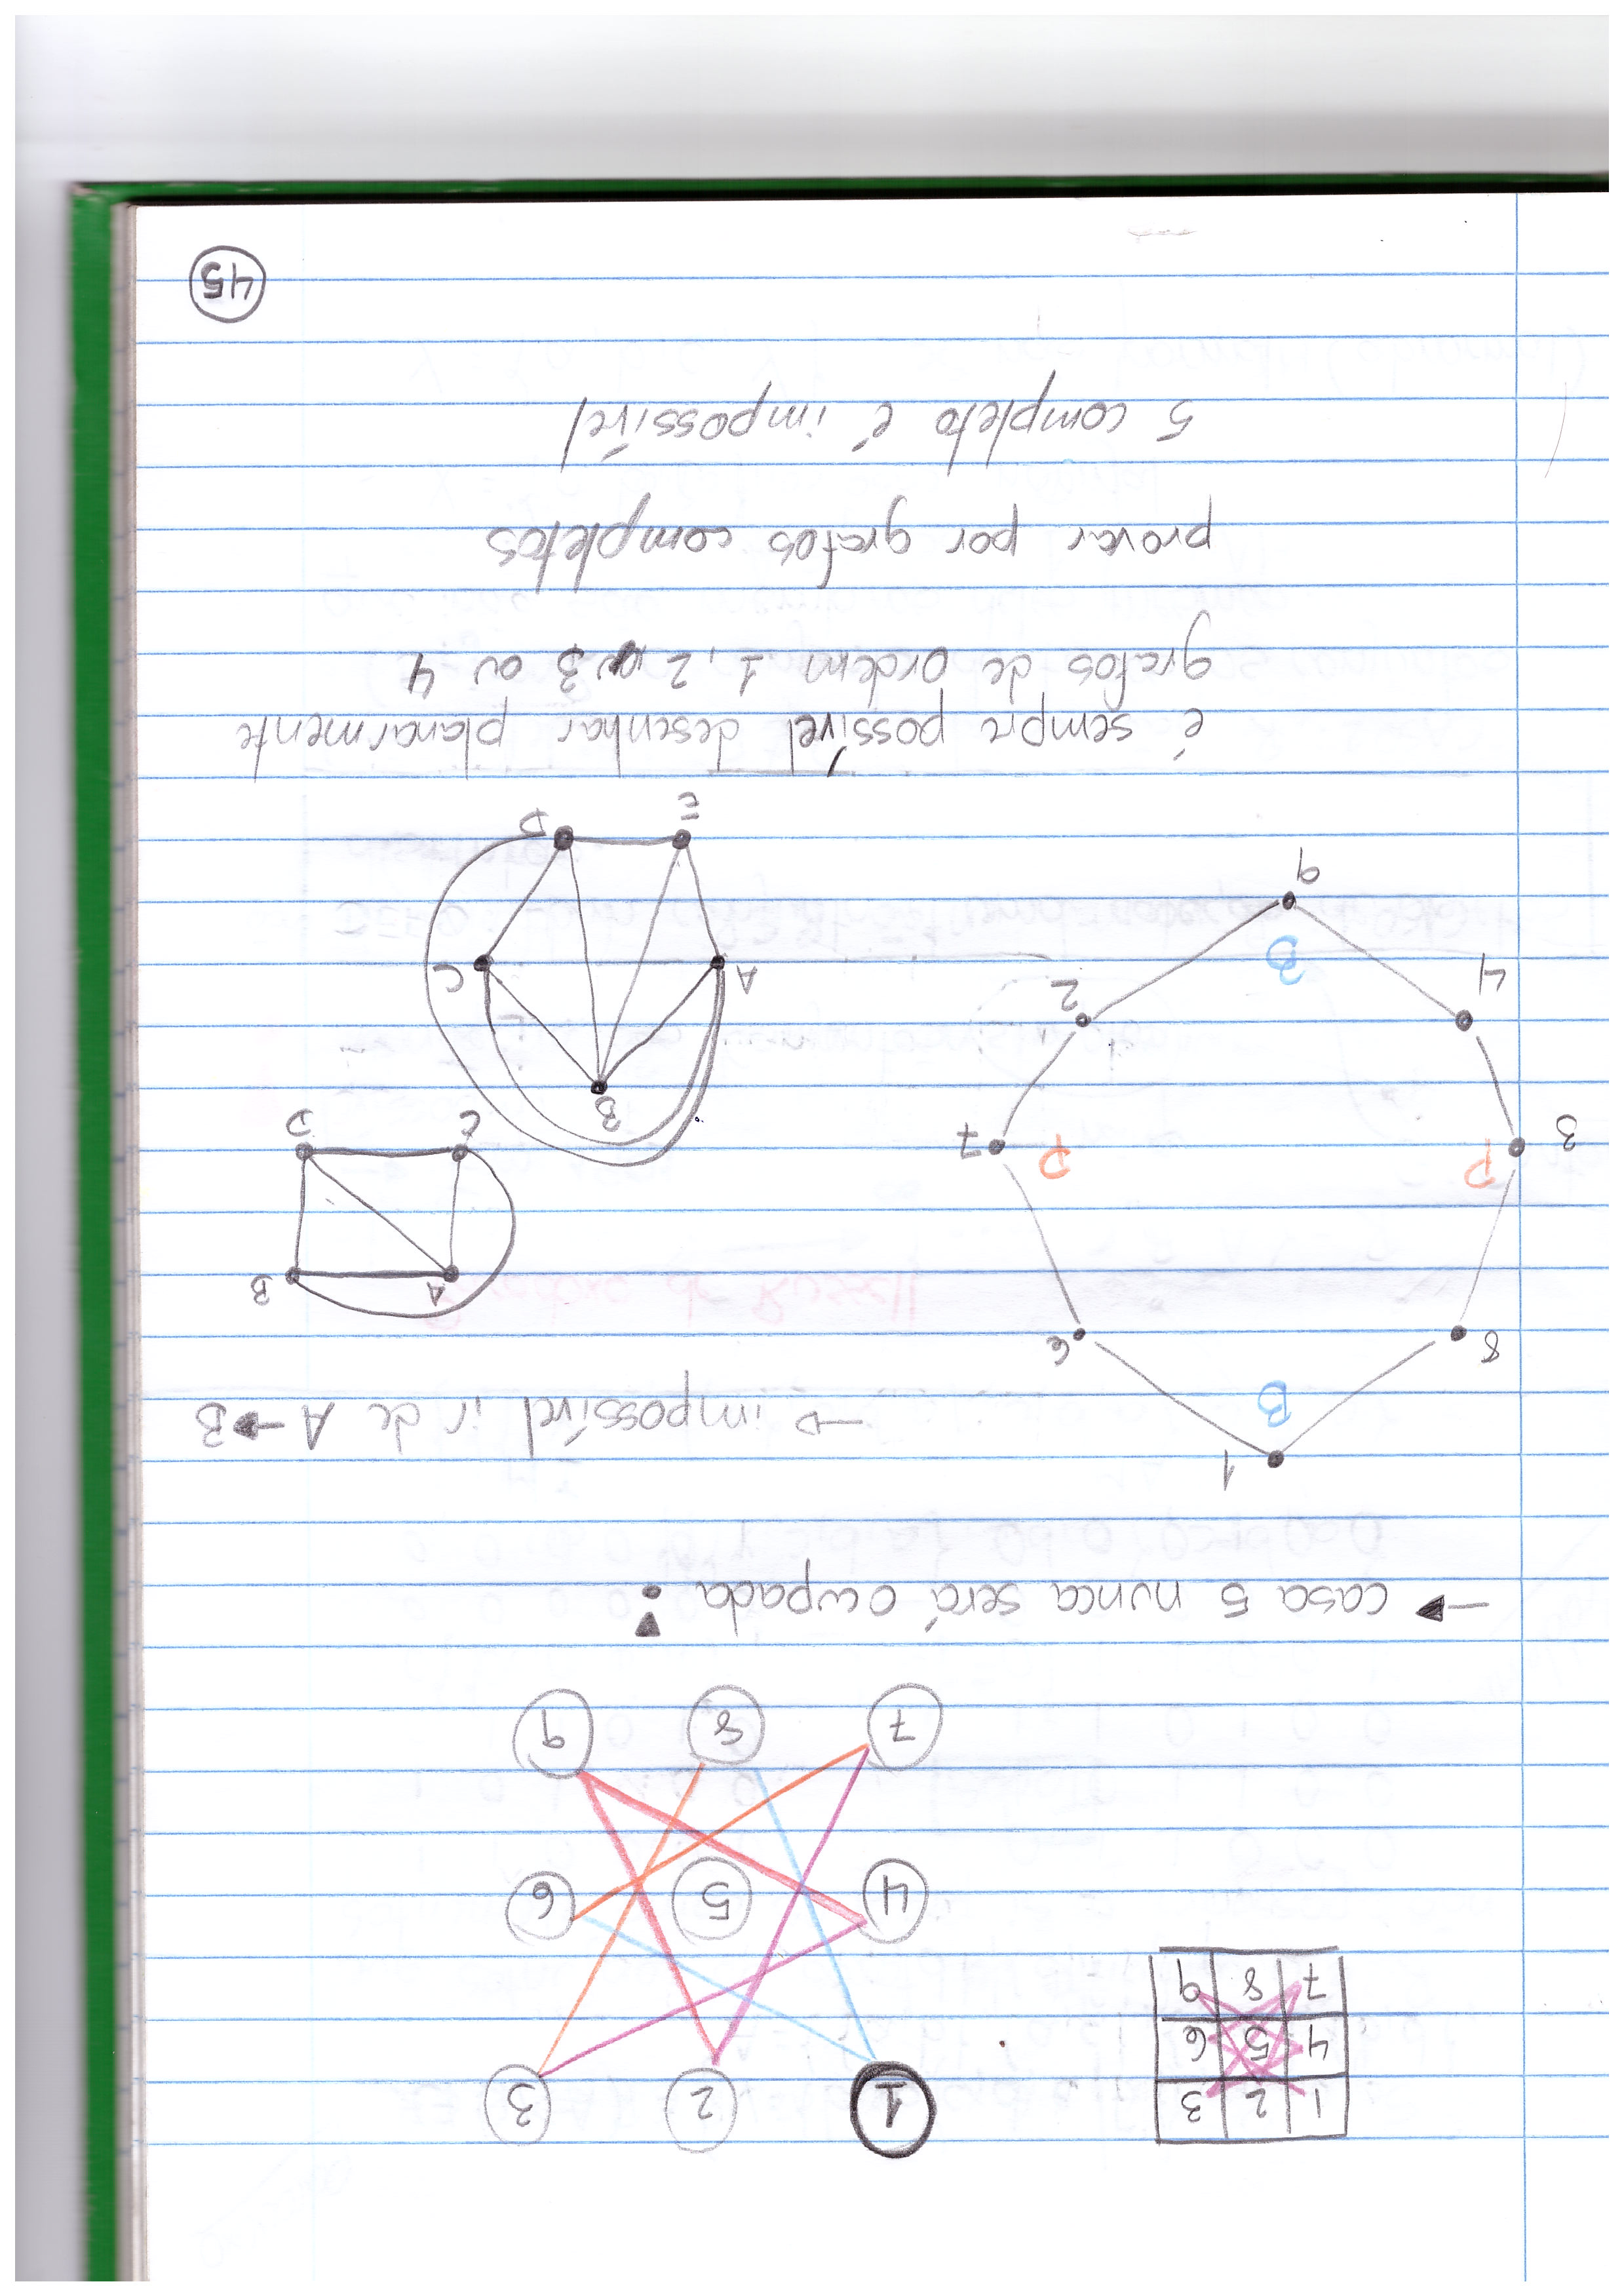 1 2 3
4 5 6
7 8 9
1 2 3
4 5 6
7 8 9
→ casa 5 nunca será ocupada !
1
B
8
6
3
P
P
7
4
B
2
9
→ impossível ir de A → B
A
B
C
D
B
A
C
E
D
é sempre possível desenhar planarmente
grafos de ordem 1, 2 3 ou 4
provar por grafos completos
5 completo é impossível
45